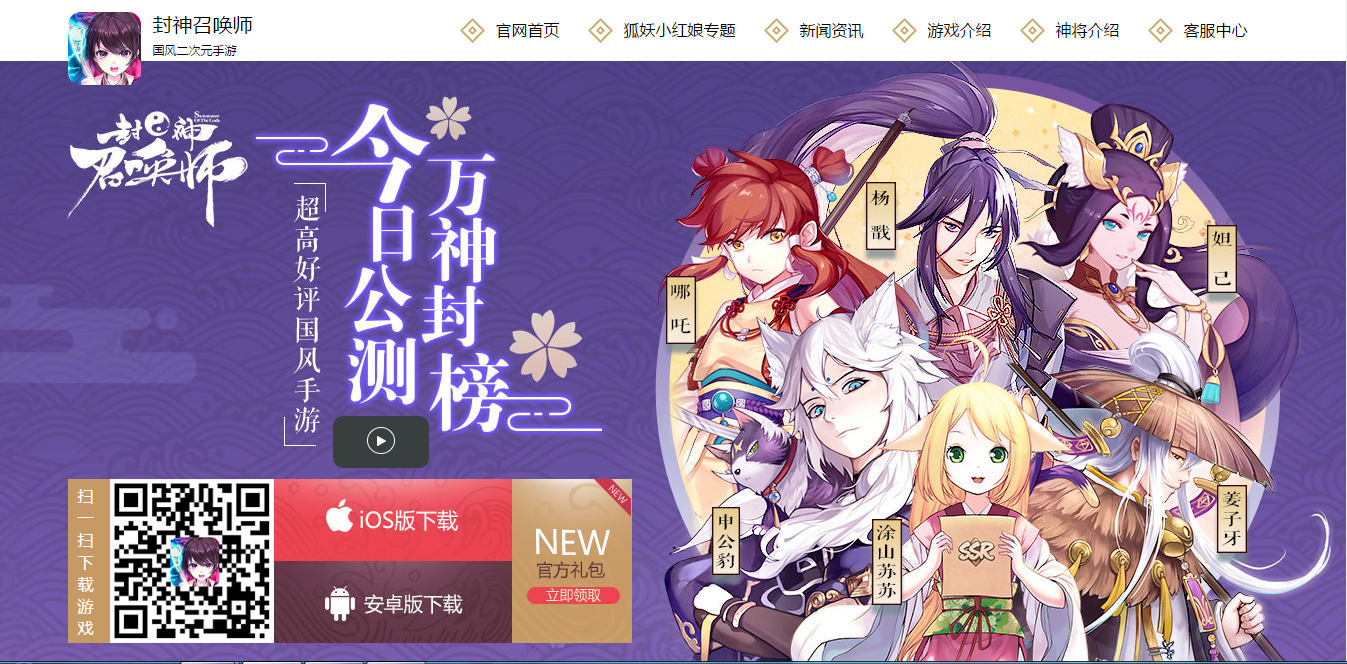 封神召唤师
国风二次元手游
官网首页
狐妖小红娘专题
新闻资讯
游戏介绍
神将介绍
客服中心
封神
Summoner
Of The Gods
召唤师
今日公测
万神封榜
超高好评国风手游
扫一扫下载游戏
iOS版下载
安卓版下载
NEW
NEW
官方礼包
立即领取
哪吒
杨戬
妲己
申公豹
涂山苏苏
姜子牙
SSR